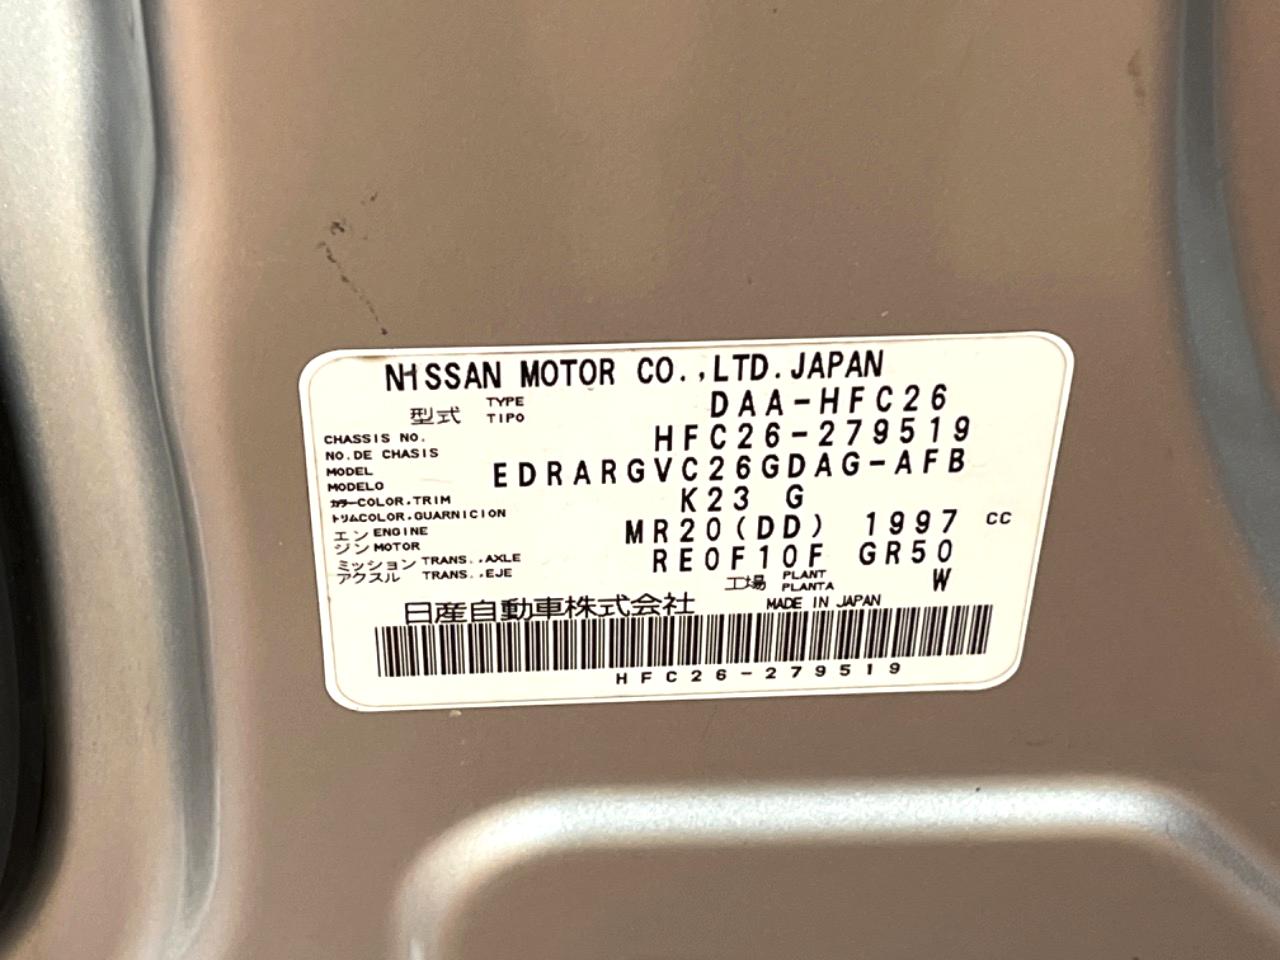 NISSAN MOTOR CO.,LTD.JAPAN
型式 TYPE TIPO DAA-HFC26
CHASSIS NO. NO.DE CHASIS HFC26-279519
MODEL MODELO EDRARGVC26GDAG-AFB
カラー COLOR.TRIM トリム COLOR.GUARNICION K23 G
エンジン ENGINE MOTOR MR20(DD) 1997 CC
ミッション アクスル TRANS..AXLE TRANS..EJE RE0F10F GR50
工場 PLANT PLANTA W
日産自動車株式会社 MADE IN JAPAN
HFC26-279519